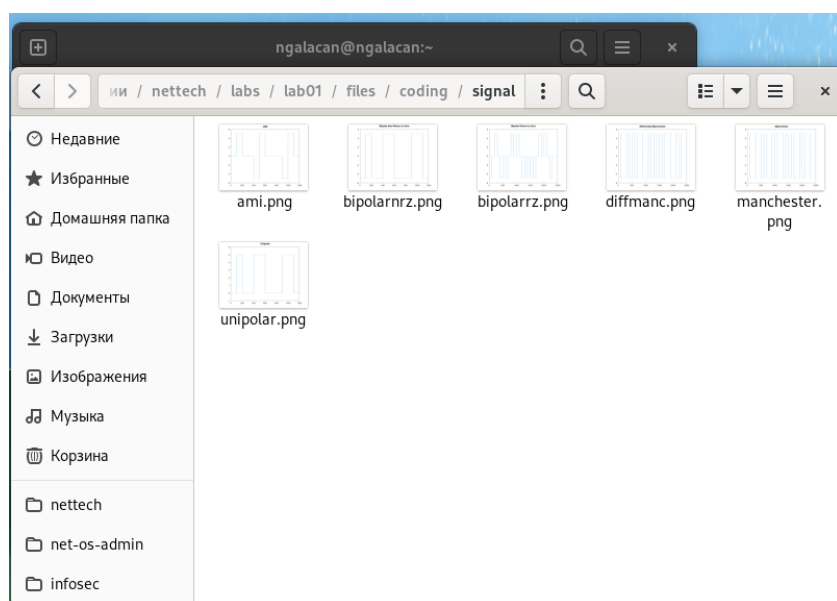 ngalacan@ngalacan:~
ии / nettech / labs / lab01 / files / coding / signal
Недавние
Избранные
Домашняя папка
Видео
Документы
Загрузки
Изображения
Музыка
Корзина
nettech
net-os-admin
infosec
ami.png
bipolarnrz.png
bipolarrz.png
diffmanc.png
manchester.
png
unipolar.png